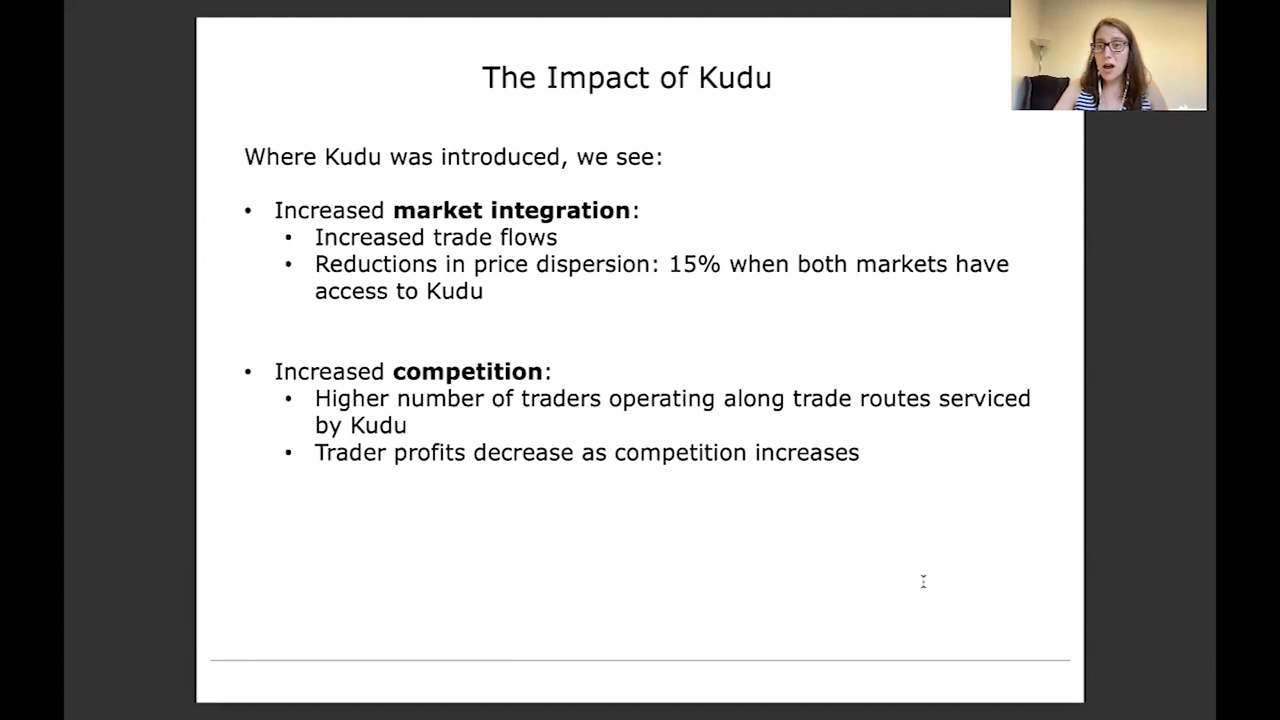 The Impact of Kudu
Where Kudu was introduced, we see:
• Increased market integration:
• Increased trade flows
• Reductions in price dispersion: 15% when both markets have
access to Kudu
• Increased competition:
• Higher number of traders operating along trade routes serviced
by Kudu
• Trader profits decrease as competition increases